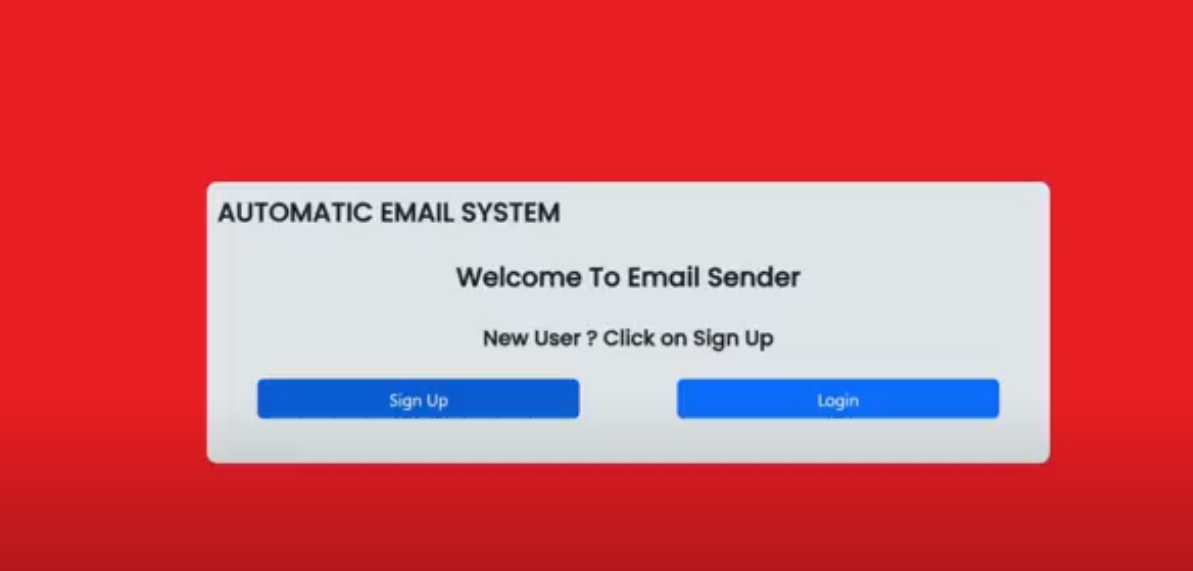 AUTOMATIC EMAIL SYSTEM
Welcome To Email Sender
New User ? Click on Sign Up
Sign Up
Login